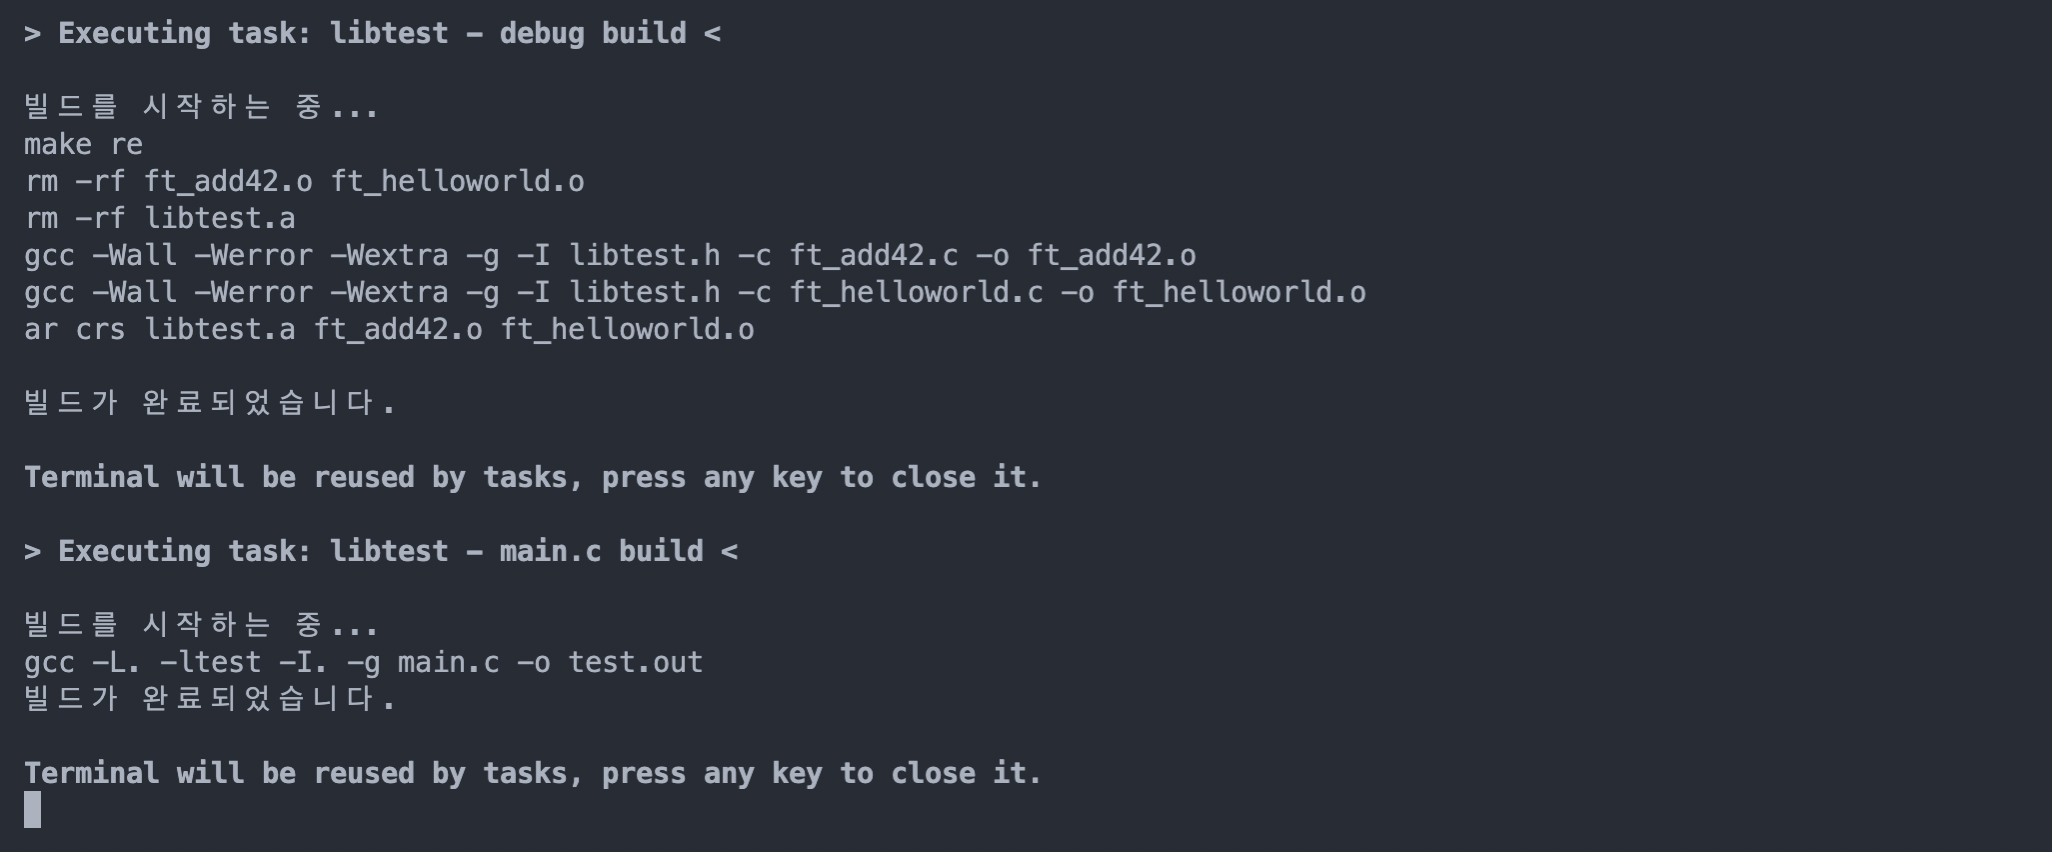 > Executing task: libtest - debug build <
빌드를 시작하는 중...
make re
rm -rf ft_add42.o ft_helloworld.o
rm -rf libtest.a
gcc -Wall -Werror -Wextra -g -I libtest.h -c ft_add42.c -o ft_add42.o
gcc -Wall -Werror -Wextra -g -I libtest.h -c ft_helloworld.c -o ft_helloworld.o
ar crs libtest.a ft_add42.o ft_helloworld.o
빌드가 완료되었습니다.
Terminal will be reused by tasks, press any key to close it.
> Executing task: libtest - main.c build <
빌드를 시작하는 중...
gcc -L. -ltest -I. -g main.c -o test.out
빌드가 완료되었습니다.
Terminal will be reused by tasks, press any key to close it.